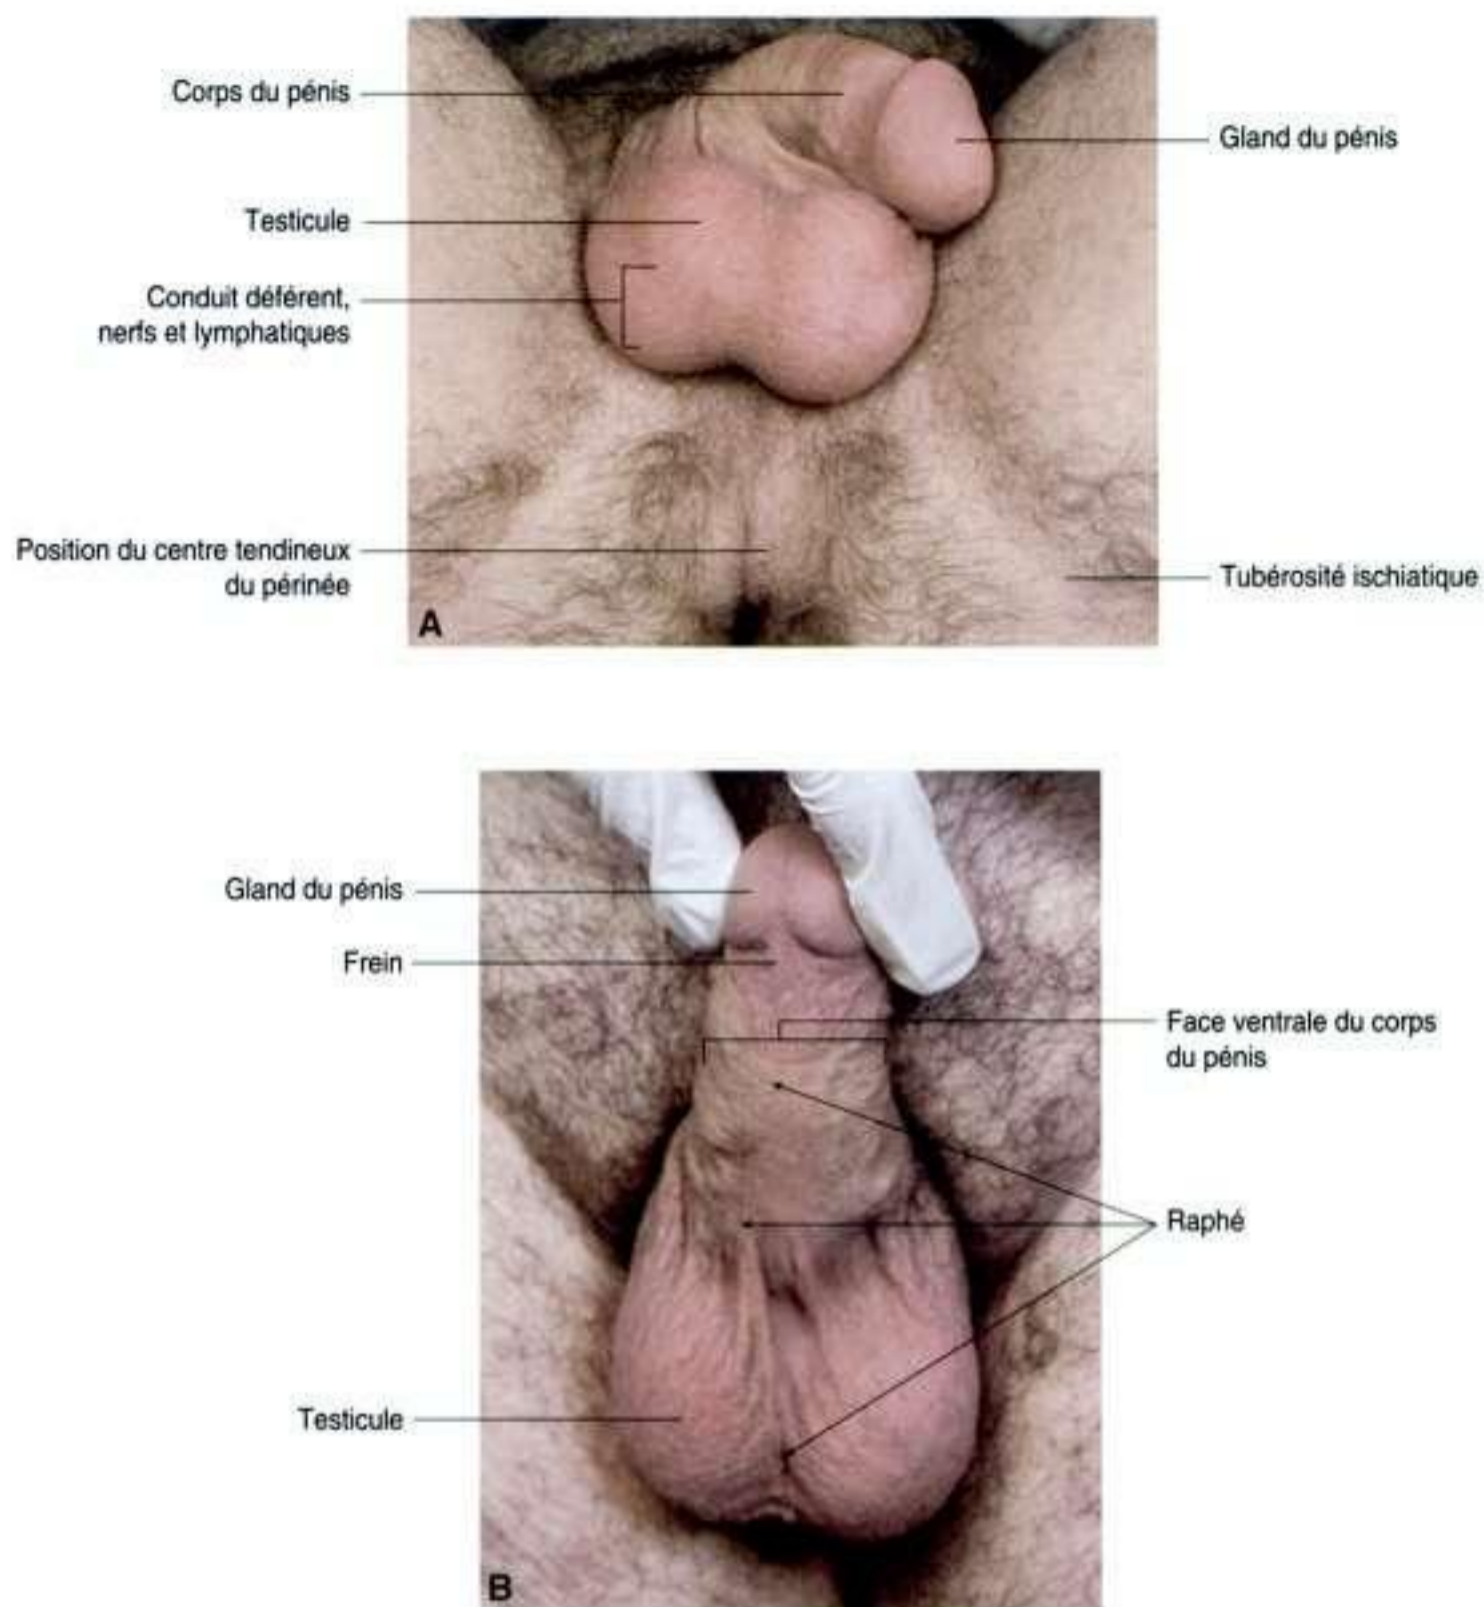 Corps du pénis
Gland du pénis
Testicule
Conduit déférent,
nerfs et lymphatiques
Position du centre tendineux
du périnée
Tubérosité ischiatique
A
Gland du pénis
Frein
Face ventrale du corps
du pénis
Raphé
Testicule
B